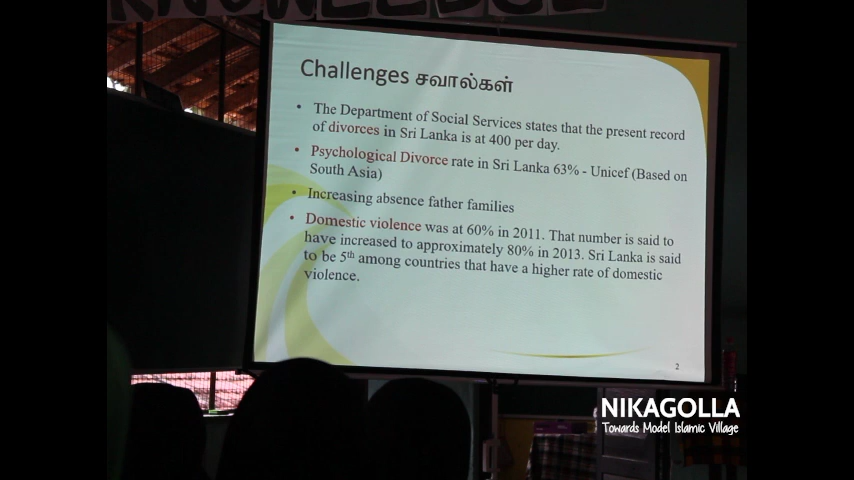 KNOWLEDGE
Challenges சவால்கள்
• The Department of Social Services states that the present record
of divorces in Sri Lanka is at 400 per day.
• Psychological Divorce rate in Sri Lanka 63% - Unicef (Based on
South Asia)
• Increasing absence father families
• Domestic violence was at 60% in 2011. That number is said to
have increased to approximately 80% in 2013. Sri Lanka is said
to be 5th among countries that have a higher rate of domestic
violence.
2
NIKAGOLLA
Towards Model Islamic Village